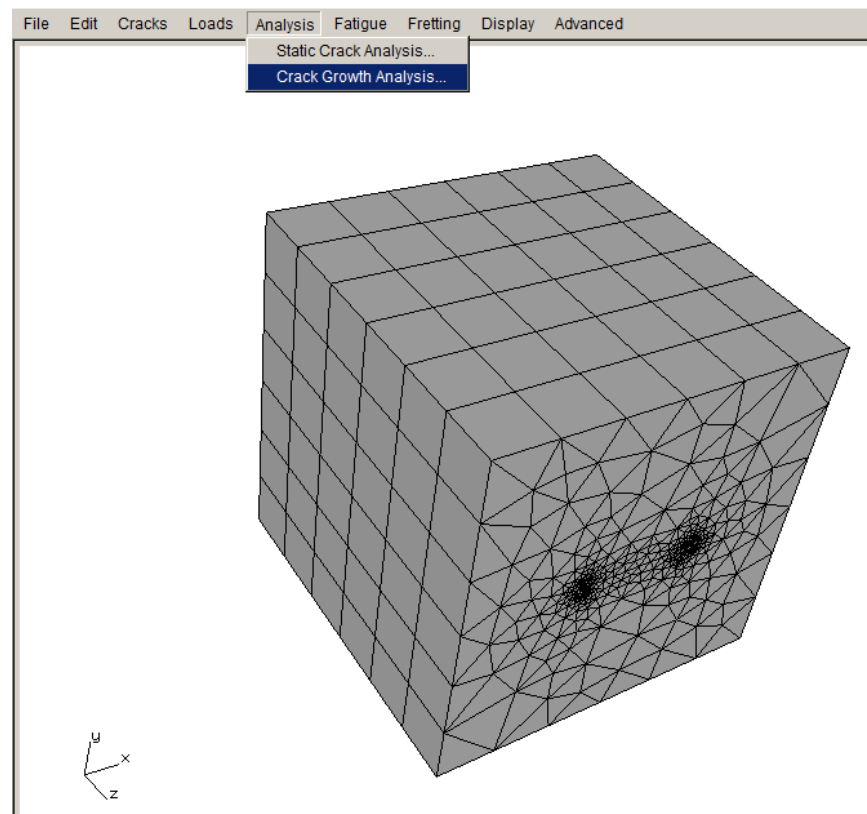 File Edit Cracks Loads Analysis Fatigue Fretting Display Advanced
Static Crack Analysis...
Crack Growth Analysis...
y
x
z